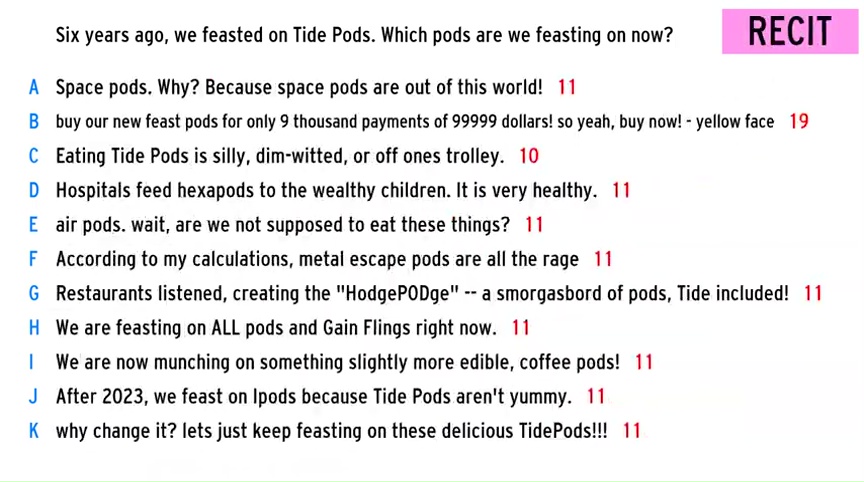 Six years ago, we feasted on Tide Pods. Which pods are we feasting on now?
RECIT
A Space pods. Why? Because space pods are out of this world! 11
B buy our new feast pods for only 9 thousand payments of 99999 dollars! so yeah, buy now! - yellow face 19
C Eating Tide Pods is silly, dim-witted, or off ones trolley. 10
D Hospitals feed hexapods to the wealthy children. It is very healthy. 11
E air pods. wait, are we not supposed to eat these things? 11
F According to my calculations, metal escape pods are all the rage 11
G Restaurants listened, creating the "HodgePODge" -- a smorgasbord of pods, Tide included! 11
H We are feasting on ALL pods and Gain Flings right now. 11
I We are now munching on something slightly more edible, coffee pods! 11
J After 2023, we feast on Ipods because Tide Pods aren't yummy. 11
K why change it? lets just keep feasting on these delicious TidePods!!! 11